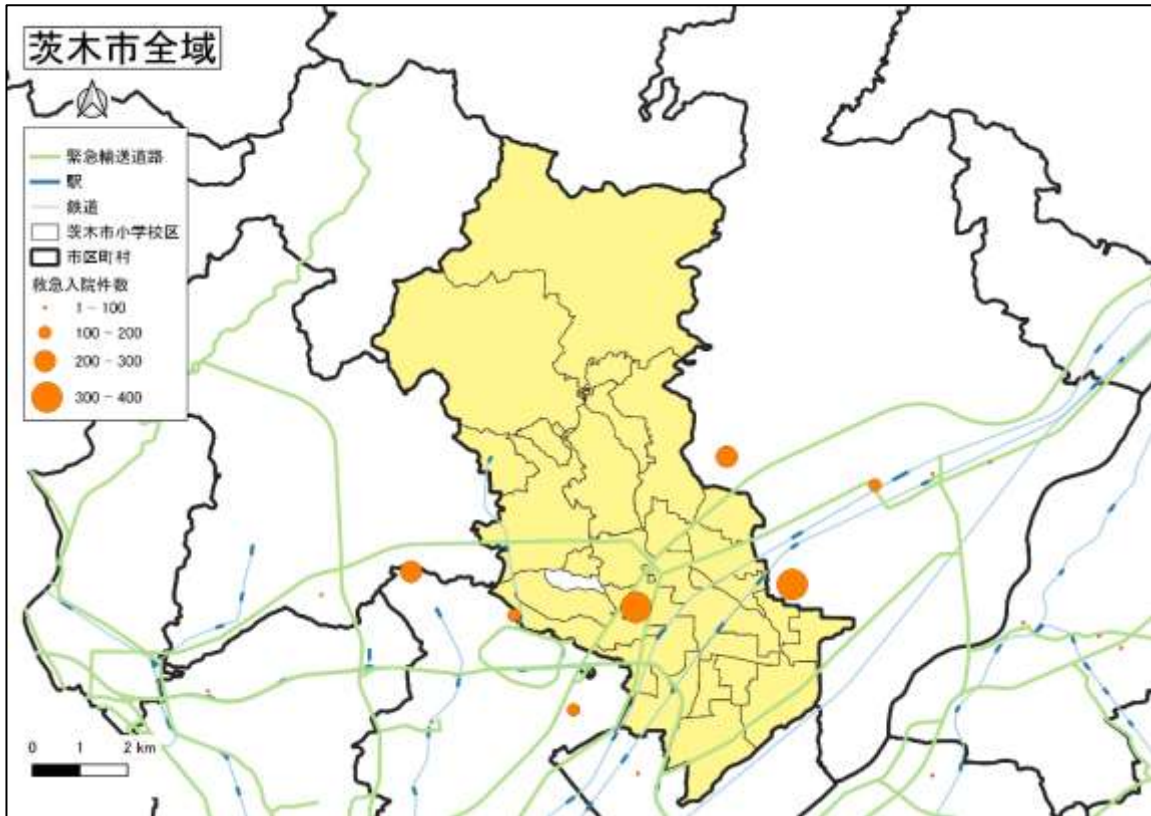 茨木市全域
緊急輸送道路
駅
鉄道
茨木市小学校区
市区町村
救急入院件数
1 - 100
100 - 200
200 - 300
300 - 400
0 1 2 km